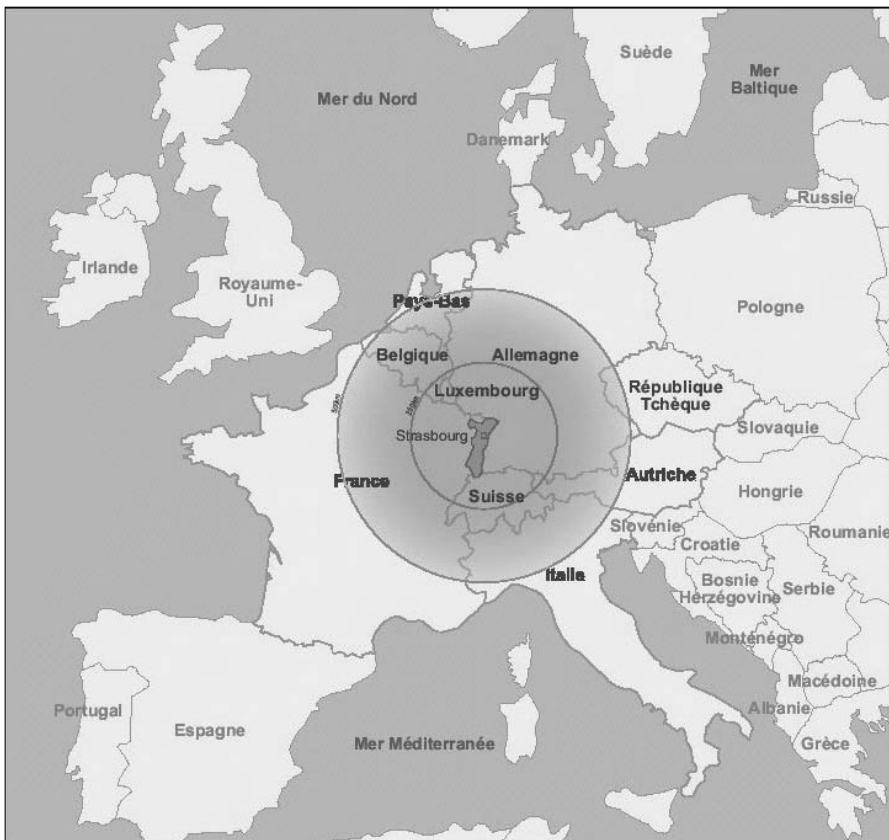 Suède
Mer
Baltique
Mer du Nord
Danemark
Russie
Irlande
Royaume-
Uni
Pays-Bas
Pologne
Belgique
Allemagne
Luxembourg
République
Tchèque
Strasbourg
Slovaquie
France
Suisse
Autriche
Hongrie
Slovénie
Roumanie
Croatie
Italie
Bosnie
Herzégovine
Serbie
Monténégro
Macédoine
Portugal
Albanie
Espagne
Mer Méditerranée
Grèce